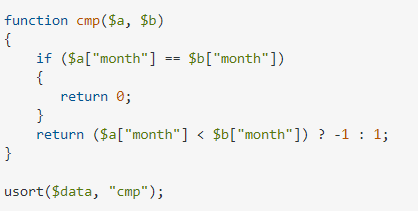 function cmp($a, $b)
{
    if ($a["month"] == $b["month"])
    {
       return 0;
    }
    return ($a["month"] < $b["month"]) ? -1 : 1;
}

usort($data, "cmp");